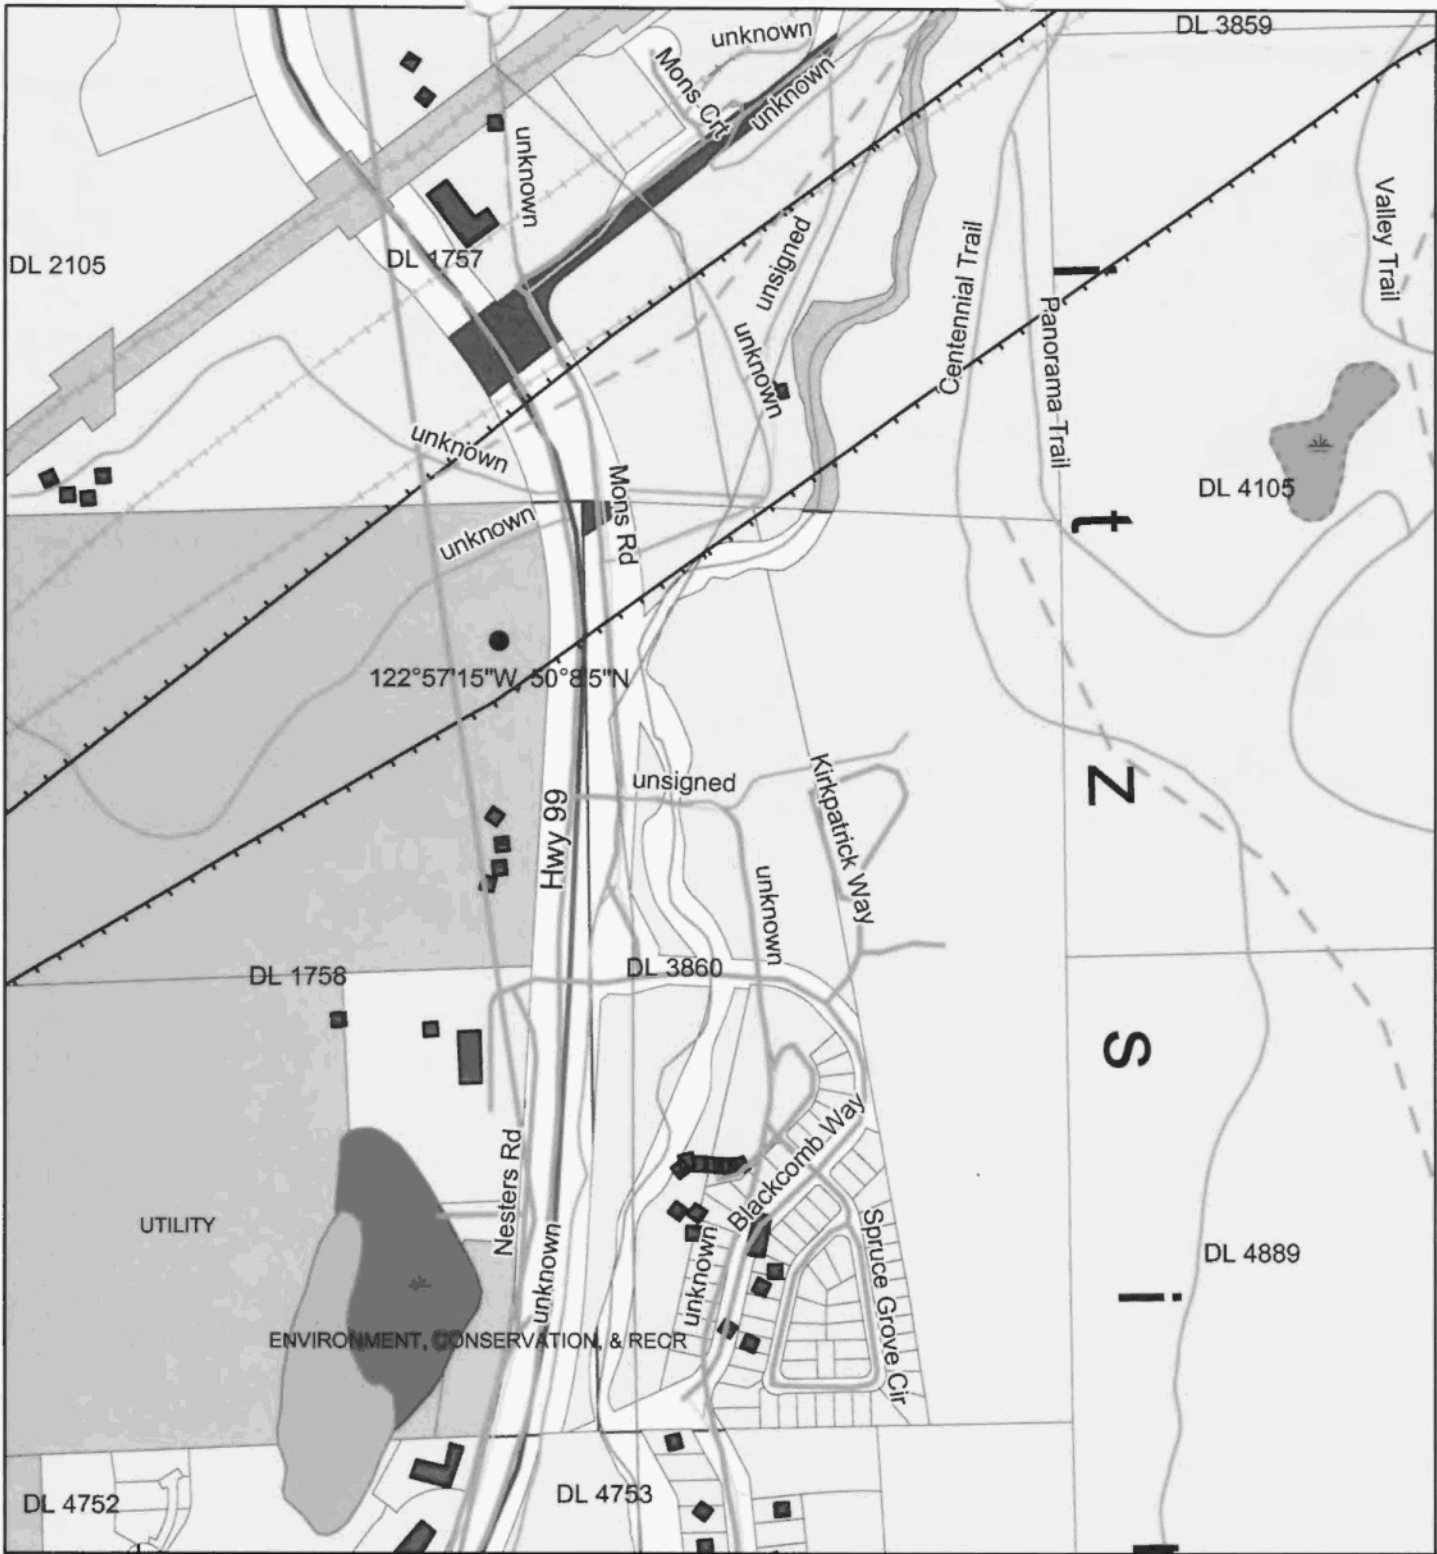 DL 3859
unknown
Mons Crt
unknown
unknown
Valley Trail
DL 2105
DL 1757
unsigned
Centennial Trail
l
Panorama Trail
unknown
unknown
Mons Rd
DL 4105
t
unknown
122°57'15"W, 50°8'5"N
Hwy 99
unsigned
Kirkpatrick Way
Z
unknown
DL 1758
DL 3860
S
Blackcomb Way
Nesters Rd
UTILITY
unknown
unknown
Spruce Grove Cir
DL 4889
i
ENVIRONMENT, CONSERVATION, & RECR
DL 4752
DL 4753